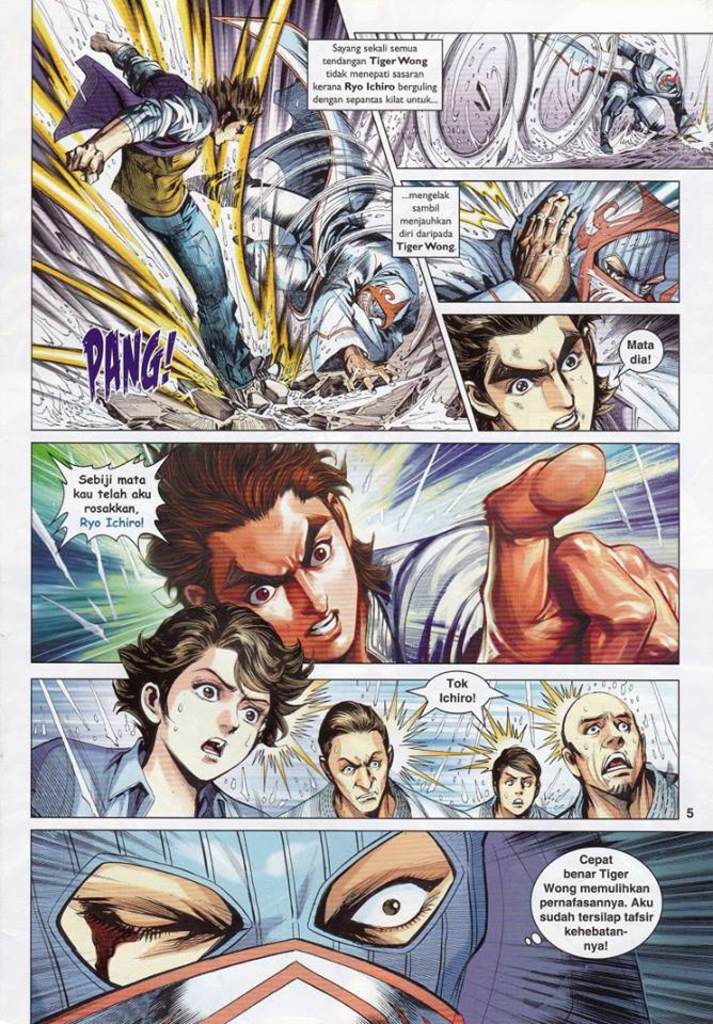 Sayang sekali semua
tendangan Tiger Wong
tidak menepati sasaran
kerana Ryo Ichiro berguling
dengan sepantas kilat untuk...
...mengelak
sambil
menjauhkan
diri daripada
Tiger Wong.
PANG!
Mata
dia!
Sebiji mata
kau telah aku
rosakkan,
Ryo Ichiro!
Tok
Ichiro!
5
Cepat
benar Tiger
Wong memulihkan
pernafasannya. Aku
sudah tersilap tafsir
kehebatan-
nya!